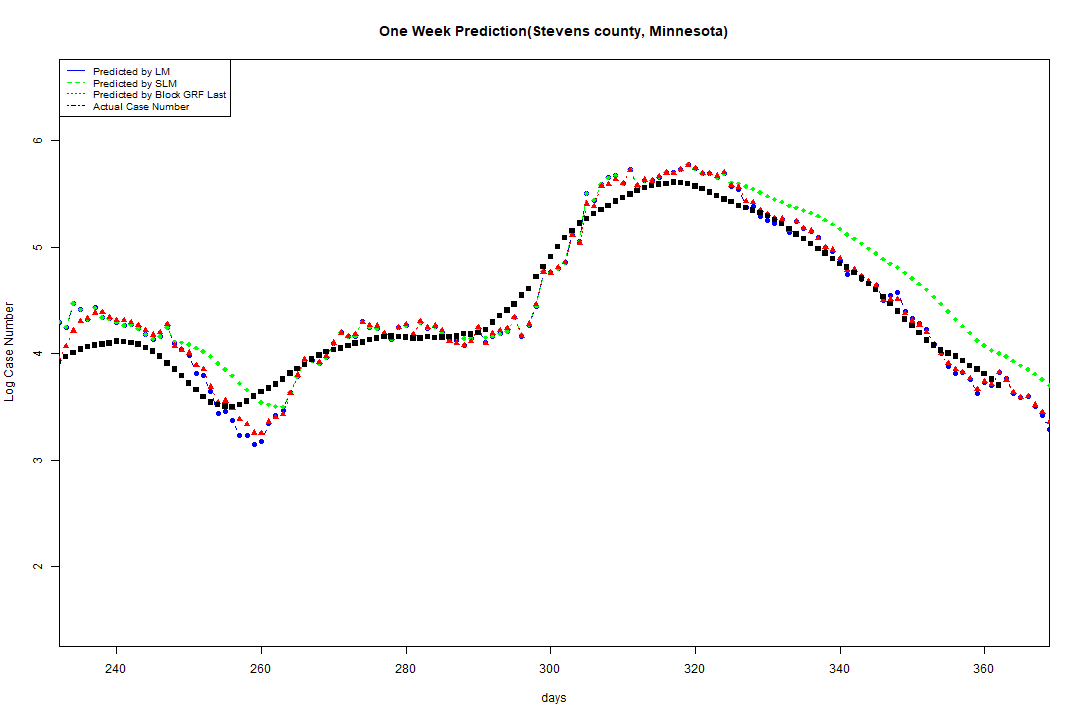 One Week Prediction(Stevens county, Minnesota)
Predicted by LM
Predicted by SLM
Predicted by Block GRF Last
Actual Case Number
Log Case Number
6
5
4
3
2
240 260 280 300 320 340 360
days